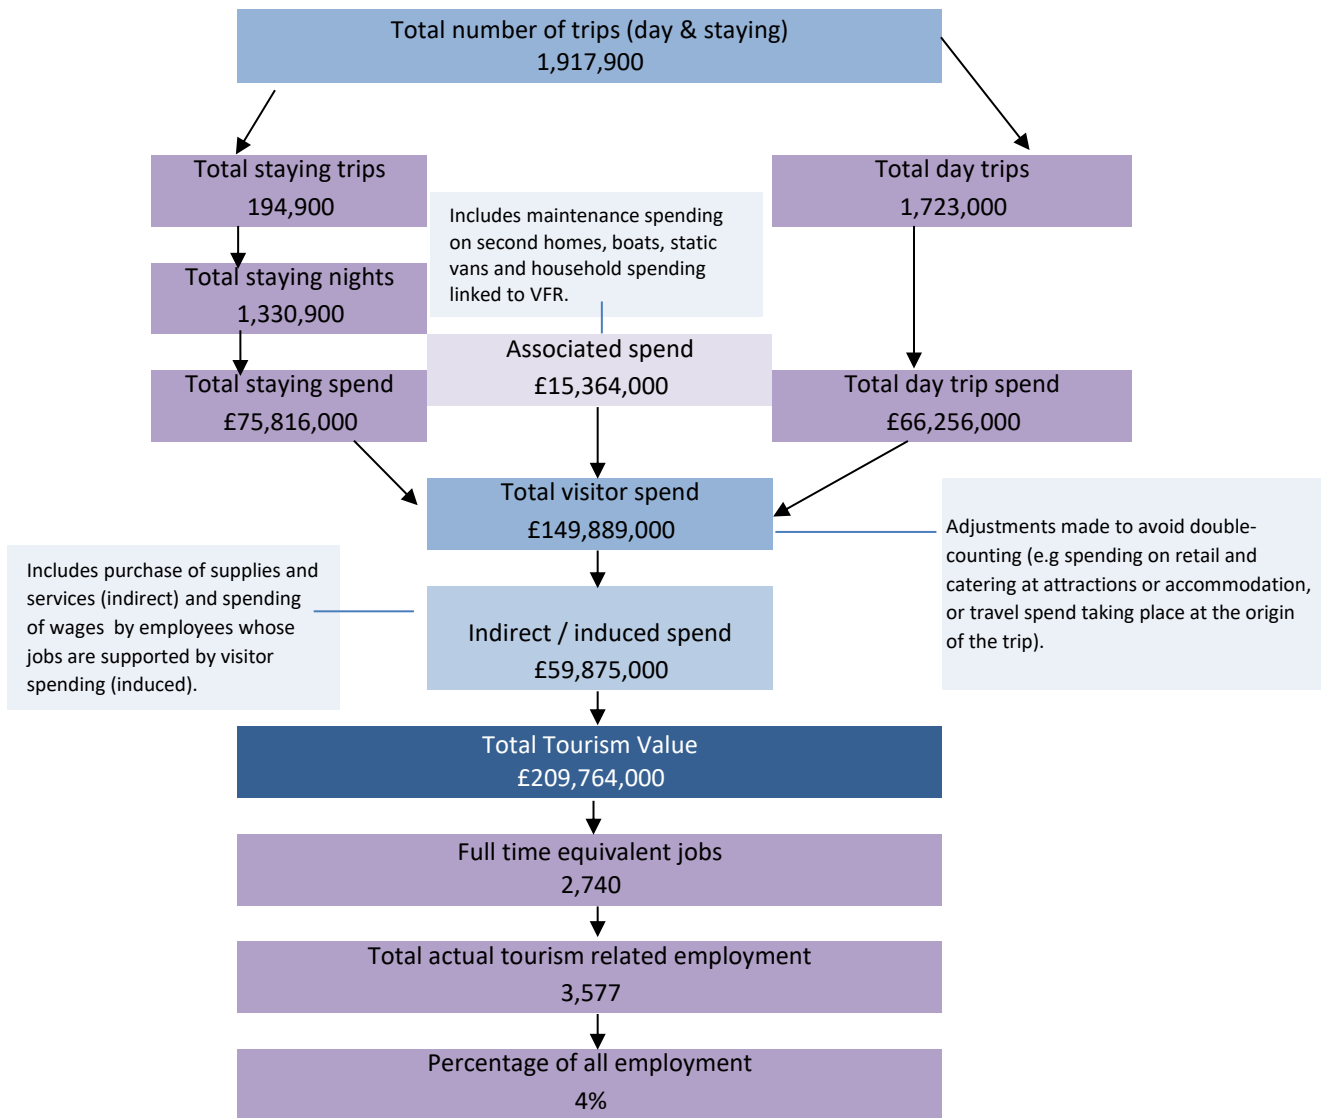 Total number of trips (day & staying)
1,917,900
Total staying trips
194,900
Total day trips
1,723,000
Includes maintenance spending
on second homes, boats, static
vans and household spending
linked to VFR.
Total staying nights
1,330,900
Associated spend
£15,364,000
Total staying spend
£75,816,000
Total day trip spend
£66,256,000
Total visitor spend
£149,889,000
Adjustments made to avoid double-
counting (e.g spending on retail and
catering at attractions or accommodation,
or travel spend taking place at the origin
of the trip).
Includes purchase of supplies and
services (indirect) and spending
of wages  by employees whose
jobs are supported by visitor
spending (induced).
Indirect / induced spend
£59,875,000
Total Tourism Value
£209,764,000
Full time equivalent jobs
2,740
Total actual tourism related employment
3,577
Percentage of all employment
4%